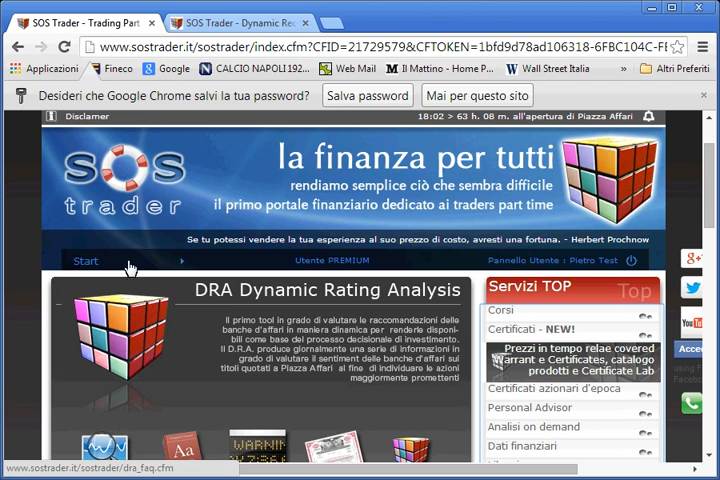 SOS Trader - Trading Part
SOS Trader - Dynamic Rec
www.sostrader.it/sostrader/index.cfm?CFID=21729579&CFTOKEN=1bfd9d78ad106318-6FBC104C-FE
Applicazioni
Fineco
Google
CALCIO NAPOLI 192...
Web Mail
Il Mattino - Home P...
Wall Street Italia
»
Altri Preferiti
Desideri che Google Chrome salvi la tua password?
Salva password
Mai per questo sito
Disclamer
18:02 > 63 h. 08 m. all'apertura di Piazza Affari
SOS
trader
la finanza per tutti
rendiamo semplice ciò che sembra difficile
il primo portale finanziario dedicato ai traders part time
Se tu potessi vendere la tua esperienza al suo prezzo di costo, avresti una fortuna. - Herbert Prochnow
Start
Utente PREMIUM
Pannello Utente : Pietro Test
DRA Dynamic Rating Analysis
Il primo tool in grado di valutare le raccomandazioni delle
banche d'affari in maniera dinamica per renderle disponi-
bili come base del processo decisionale di investimento.
Il D.R.A. produce giornalmente una serie di informazioni in
grado di valutare il sentiment delle banche d'affari sui
titoli quotati a Piazza Affari al fine di individuare le azioni
maggiormente promettenti
Aa
WARNIN
Servizi TOP
Top
Corsi
Certificati - NEW!
Prezzi in tempo relae covered
Warrant e Certificates, catalogo
prodotti e Certificate Lab
Certificati azionari d'epoca
Personal Advisor
Analisi on demand
Dati finanziari
g+
You
Acce
using F
Facebo
www.sostrader.it/sostrader/dra_faq.cfm